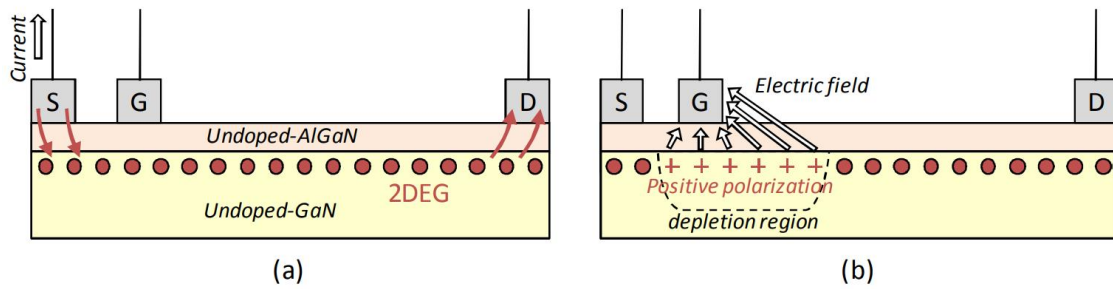 Current
S
G
D
Undoped-AlGaN
2DEG
Undoped-GaN
(a)
Electric field
S
G
D
+ + + + + +
Positive polarization
depletion region
(b)